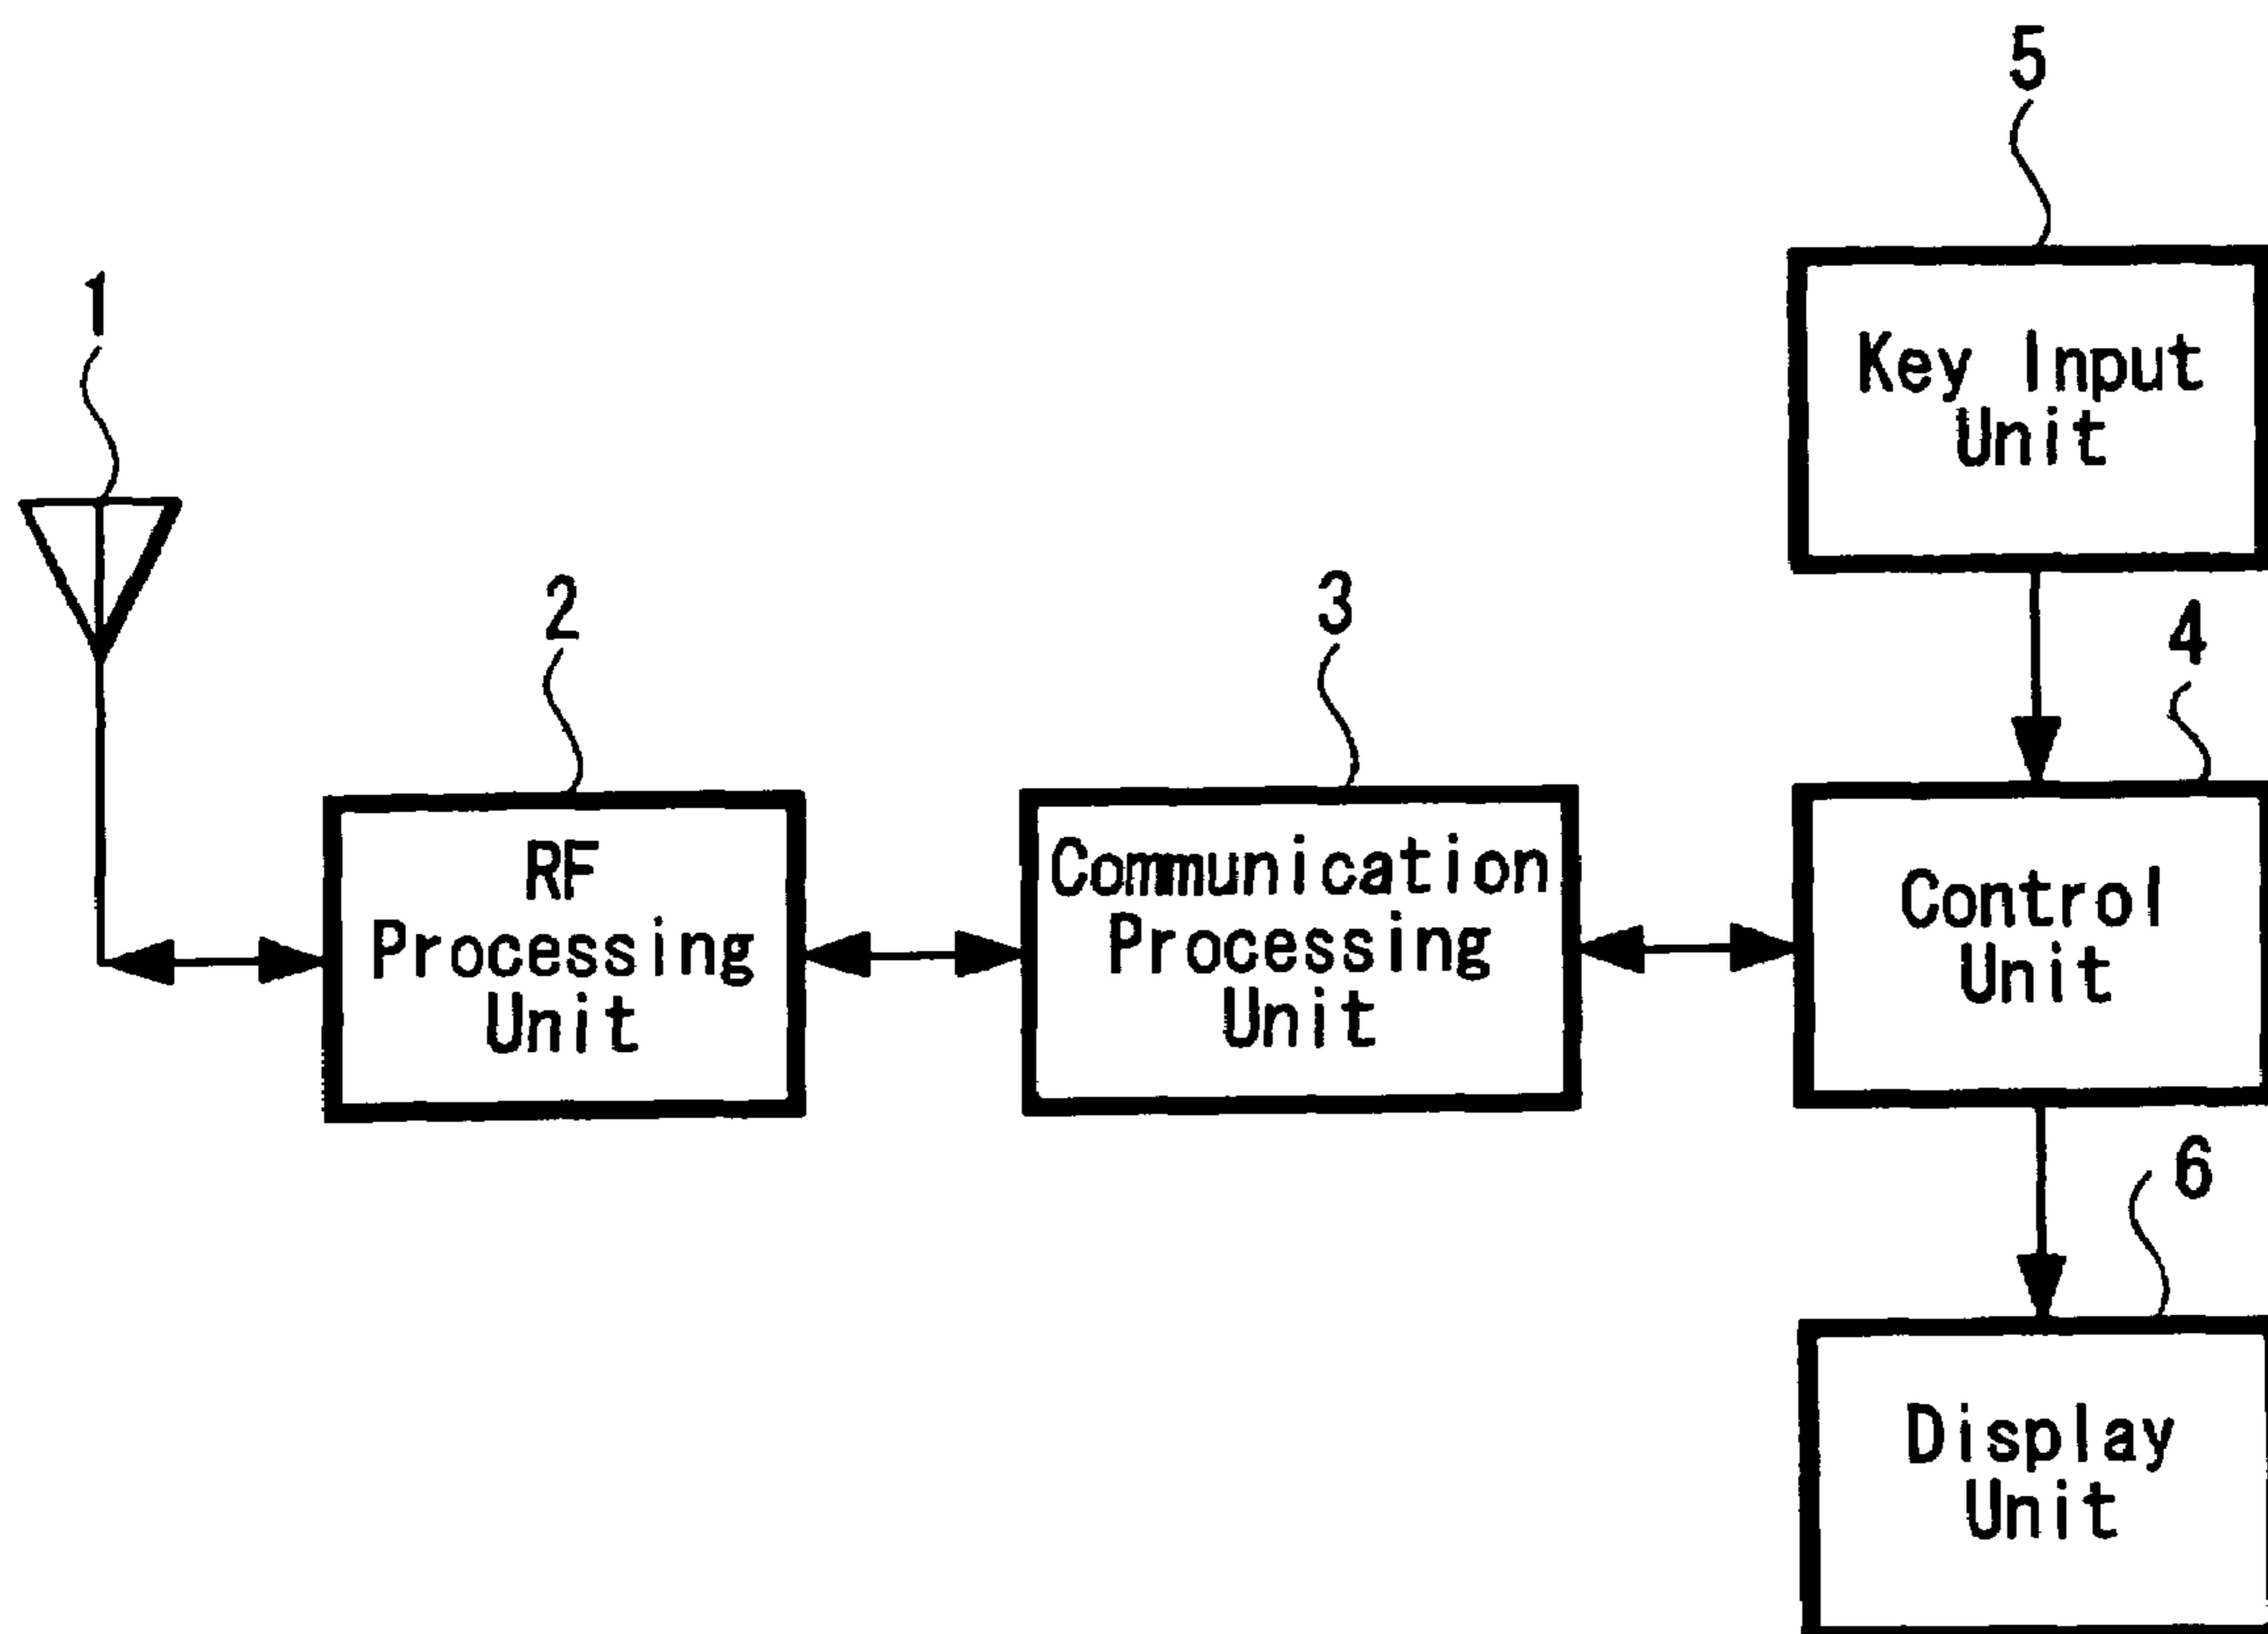 5
1
Key Input
Unit
2
3
4
RF
Processing
Unit
Communication
Processing
Unit
Control
Unit
6
Display
Unit